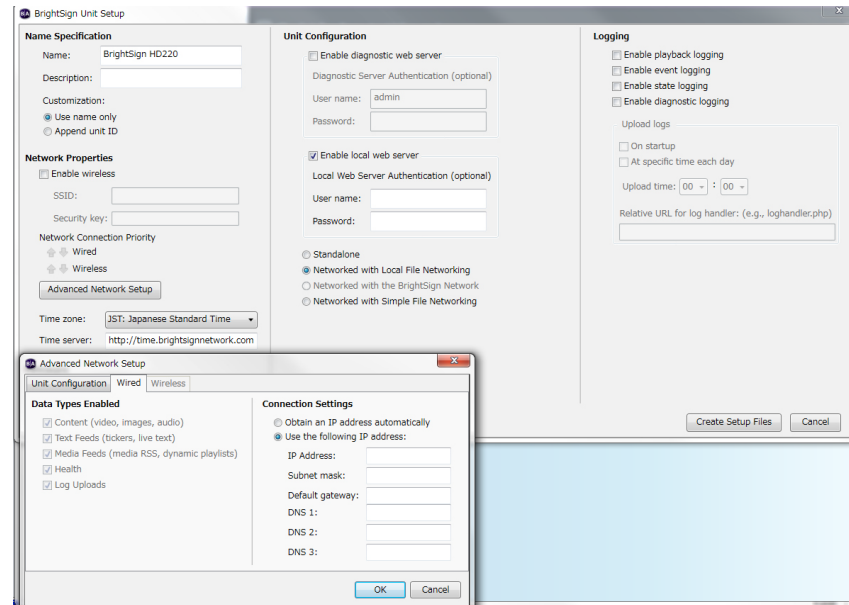 BrightSign Unit Setup
Name Specification
Name: BrightSign HD220
Description:
Customization:
Use name only
Append unit ID
Network Properties
Enable wireless
SSID:
Security key:
Network Connection Priority
Wired
Wireless
Advanced Network Setup
Time zone: JST: Japanese Standard Time
Time server: http://time.brightsignnetwork.com
Unit Configuration
Enable diagnostic web server
Diagnostic Server Authentication (optional)
User name: admin
Password:
Enable local web server
Local Web Server Authentication (optional)
User name:
Password:
Standalone
Networked with Local File Networking
Networked with the BrightSign Network
Networked with Simple File Networking
Logging
Enable playback logging
Enable event logging
Enable state logging
Enable diagnostic logging
Upload logs
On startup
At specific time each day
Upload time: 00 : 00
Relative URL for log handler: (e.g., loghandler.php)
Create Setup Files Cancel
Advanced Network Setup
Unit Configuration Wired Wireless
Data Types Enabled
Content (video, images, audio)
Text Feeds (tickers, live text)
Media Feeds (media RSS, dynamic playlists)
Health
Log Uploads
Connection Settings
Obtain an IP address automatically
Use the following IP address:
IP Address:
Subnet mask:
Default gateway:
DNS 1:
DNS 2:
DNS 3:
OK Cancel